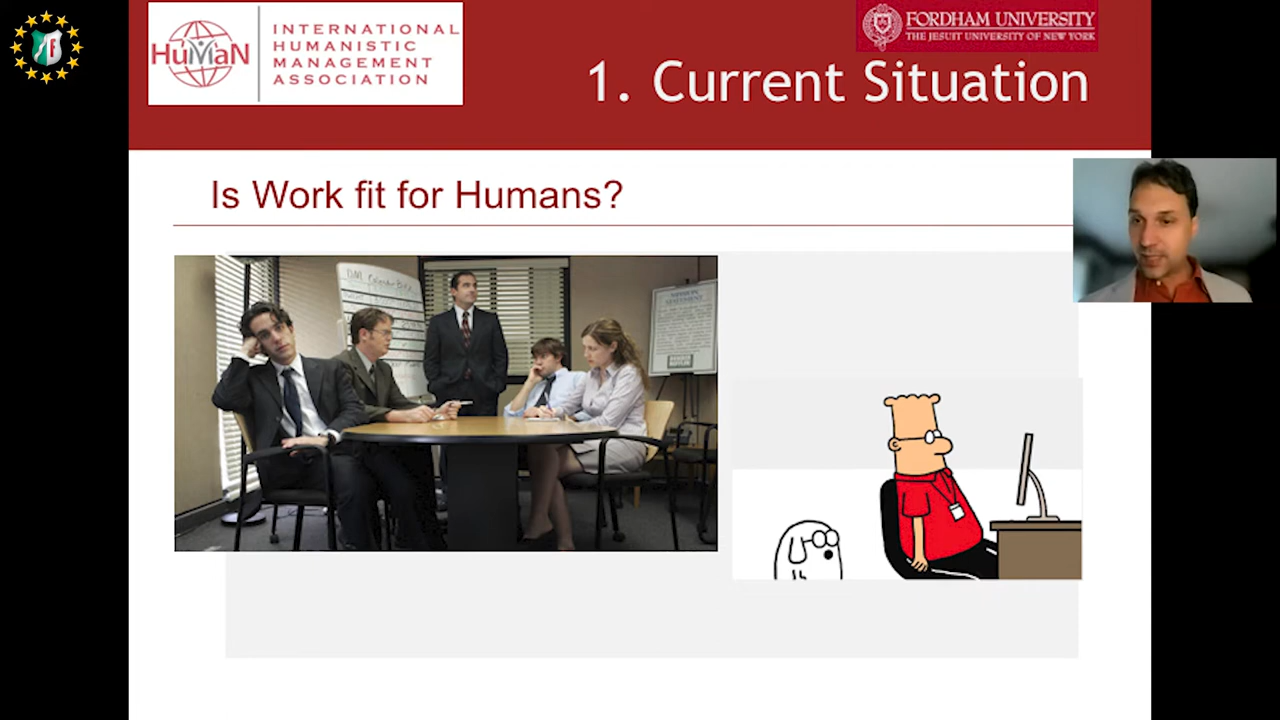 HUMAN
INTERNATIONAL
HUMANISTIC
MANAGEMENT
ASSOCIATION
FORDHAM UNIVERSITY
THE JESUIT UNIVERSITY OF NEW YORK
1. Current Situation
Is Work fit for Humans?